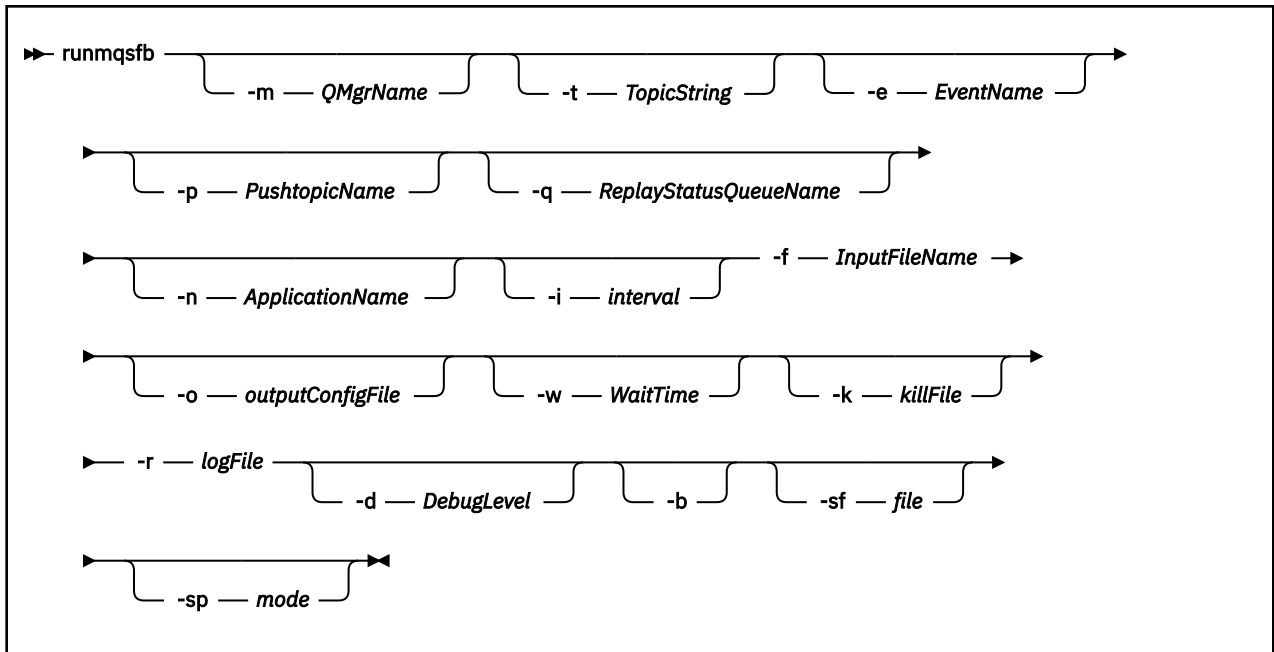 runmqsfb
-m QMgrName -t TopicString -e EventName
-p PushtopicName -q ReplayStatusQueueName
-f InputFileName
-n ApplicationName -i interval
-o outputConfigFile -w WaitTime -k killFile
-r logFile
-d DebugLevel -b -sf file
-sp mode